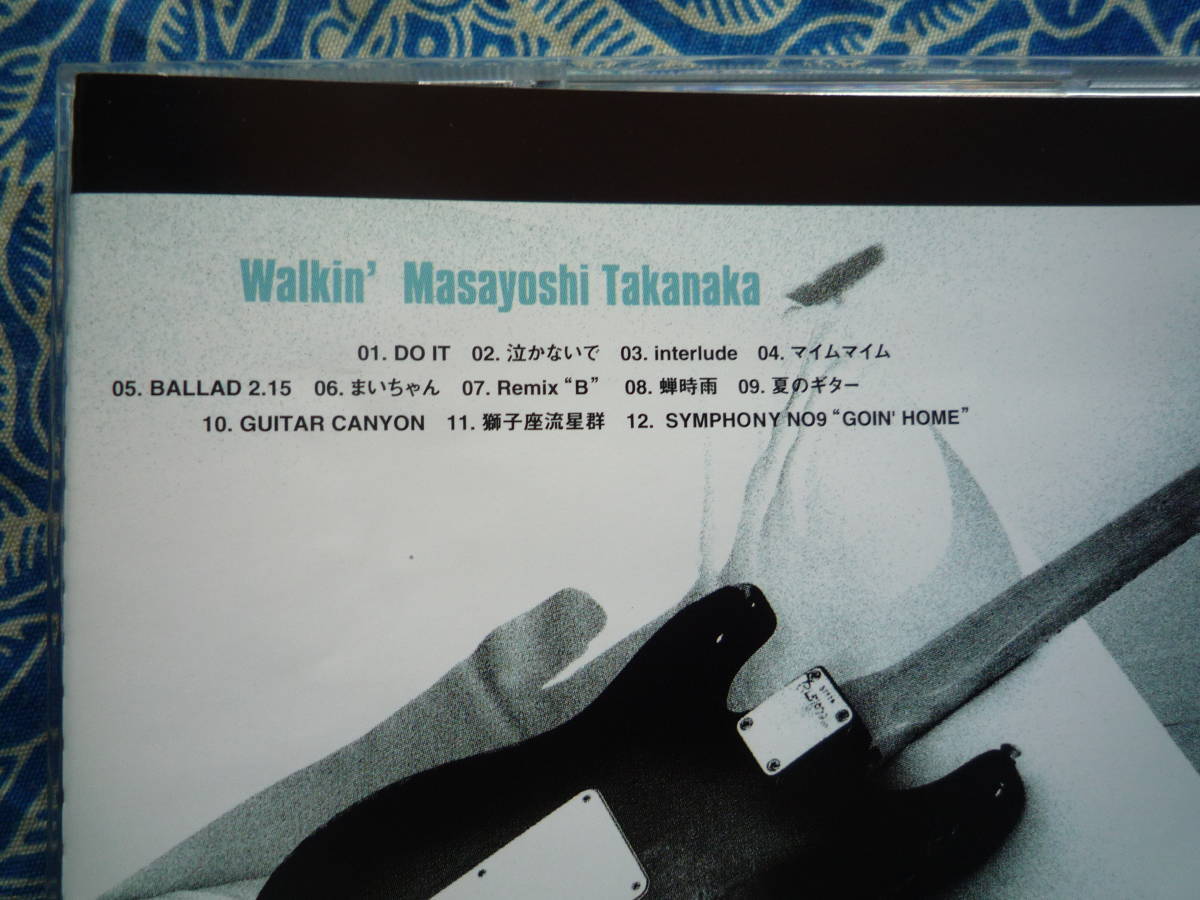 Walkin' Masayoshi Takanaka
01. DO IT 02. 泣かないで 03. interlude 04. マイムマイム
05. BALLAD 2.15 06. まいちゃん 07. Remix “B” 08. 蝉時雨 09. 夏のギター
10. GUITAR CANYON 11. 獅子座流星群 12. SYMPHONY NO9 “GOIN' HOME”